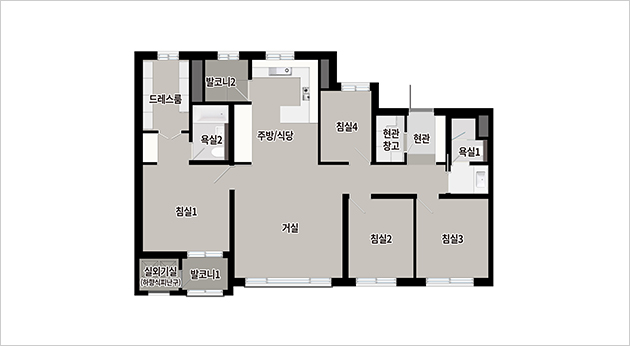 발코니2
드레스룸
주방/식당
욕실2
침실4
현관
창고
현관
욕실1
침실1
거실
침실2
침실3
실외기실
(하향식피난구)
발코니1